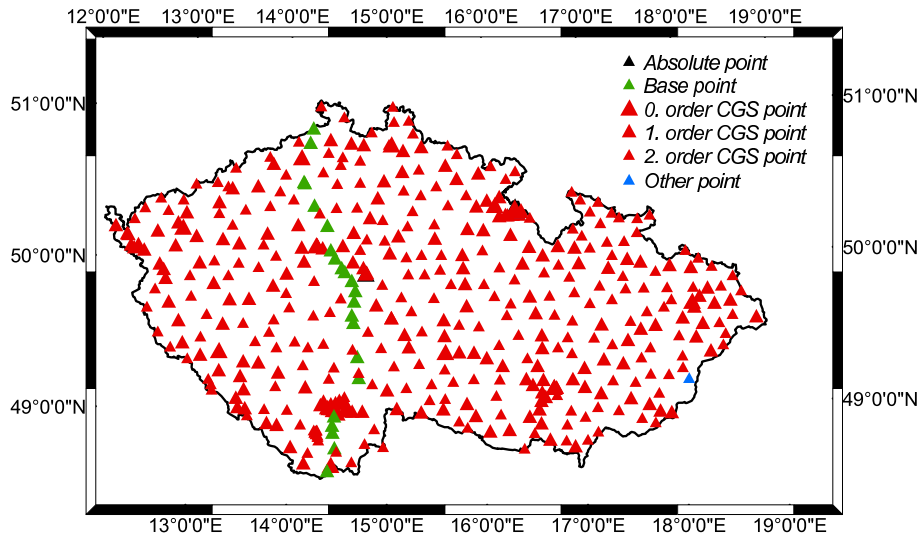 12°0'0"E 13°0'0"E 14°0'0"E 15°0'0"E 16°0'0"E 17°0'0"E 18°0'0"E 19°0'0"E
Absolute point
Base point
51°0'0"N 51°0'0"N
0. order CGS point
1. order CGS point
2. order CGS point
Other point
50°0'0"N 50°0'0"N
49°0'0"N 49°0'0"N
13°0'0"E 14°0'0"E 15°0'0"E 16°0'0"E 17°0'0"E 18°0'0"E 19°0'0"E